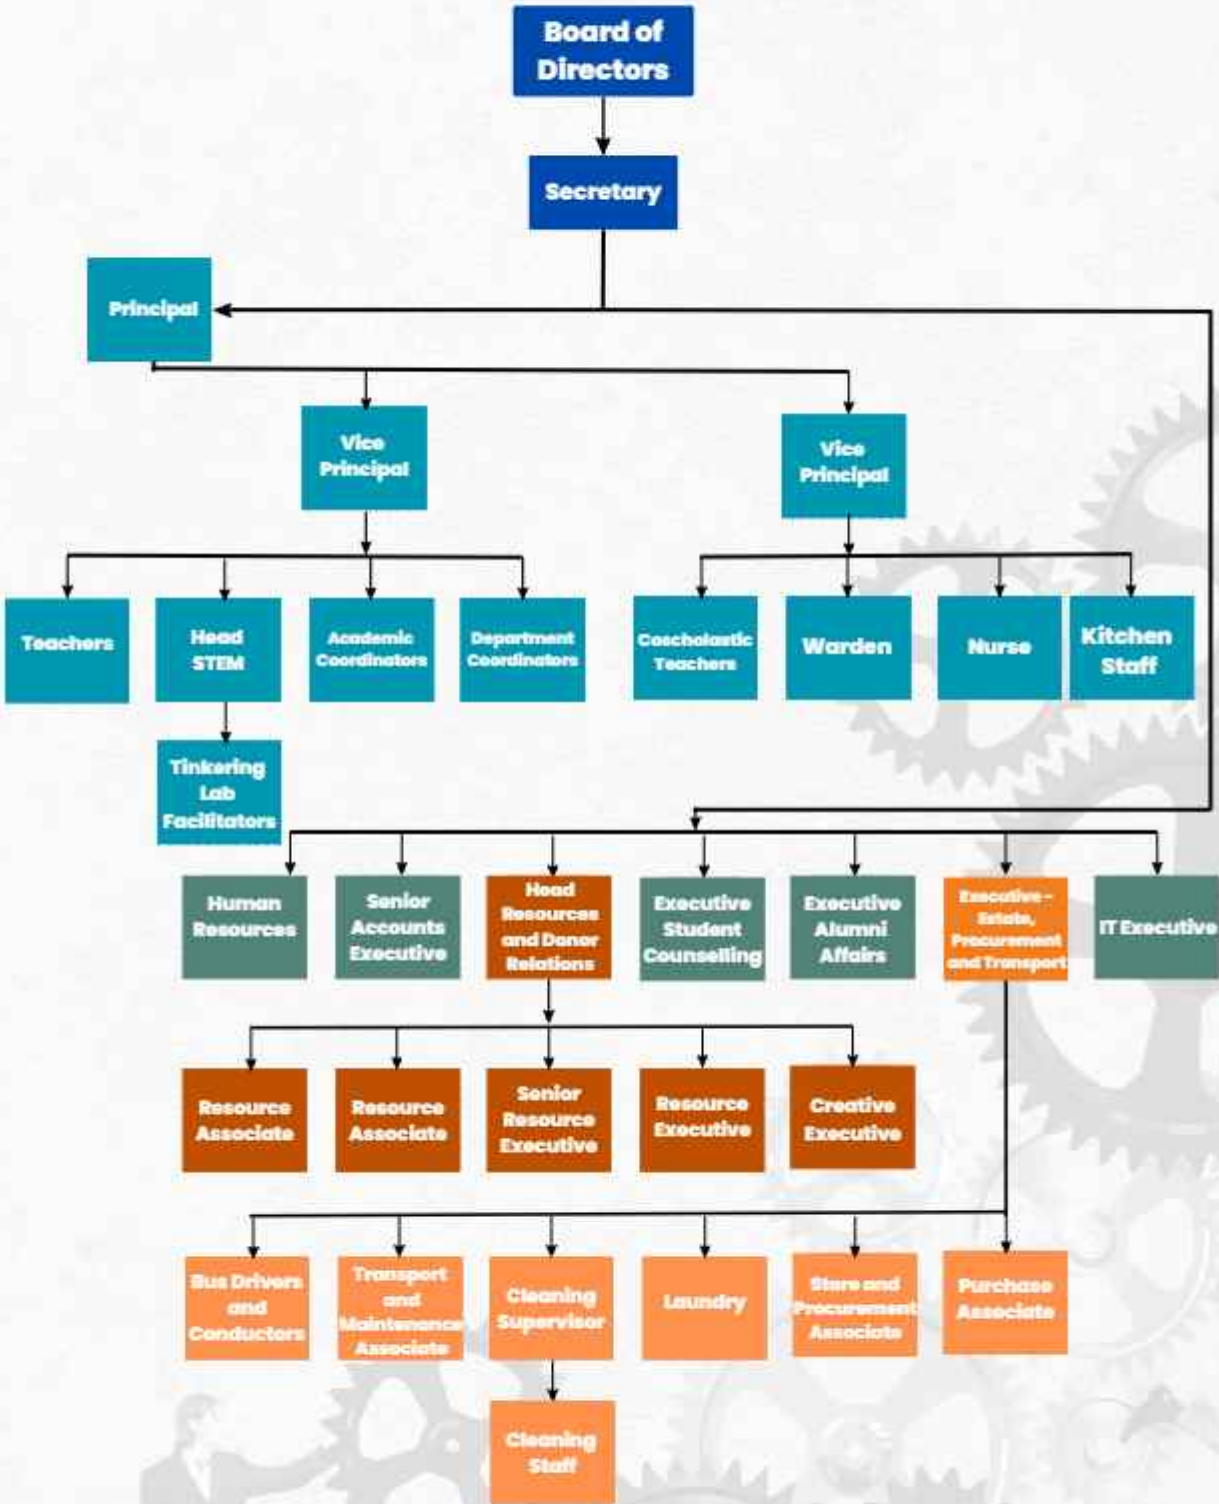 Board of
Directors
Secretary
Principal
Vice
Principal
Vice
Principal
Teachers
Head
STEM
Academic
Coordinators
Department
Coordinators
Coscholastic
Teachers
Warden
Nurse
Kitchen
Staff
Tinkering
Lab
Facilitators
Human
Resources
Senior
Accounts
Executive
Head
Resources
and Donor
Relations
Executive
Student
Counselling
Executive
Alumni
Affairs
Executive -
Estate,
Procurement
and Transport
IT Executive
Resource
Associate
Resource
Associate
Senior
Resource
Executive
Resource
Executive
Creative
Executive
Bus Drivers
and
Conductors
Transport
and
Maintenance
Associate
Cleaning
Supervisor
Laundry
Store and
Procurement
Associate
Purchase
Associate
Cleaning
Staff